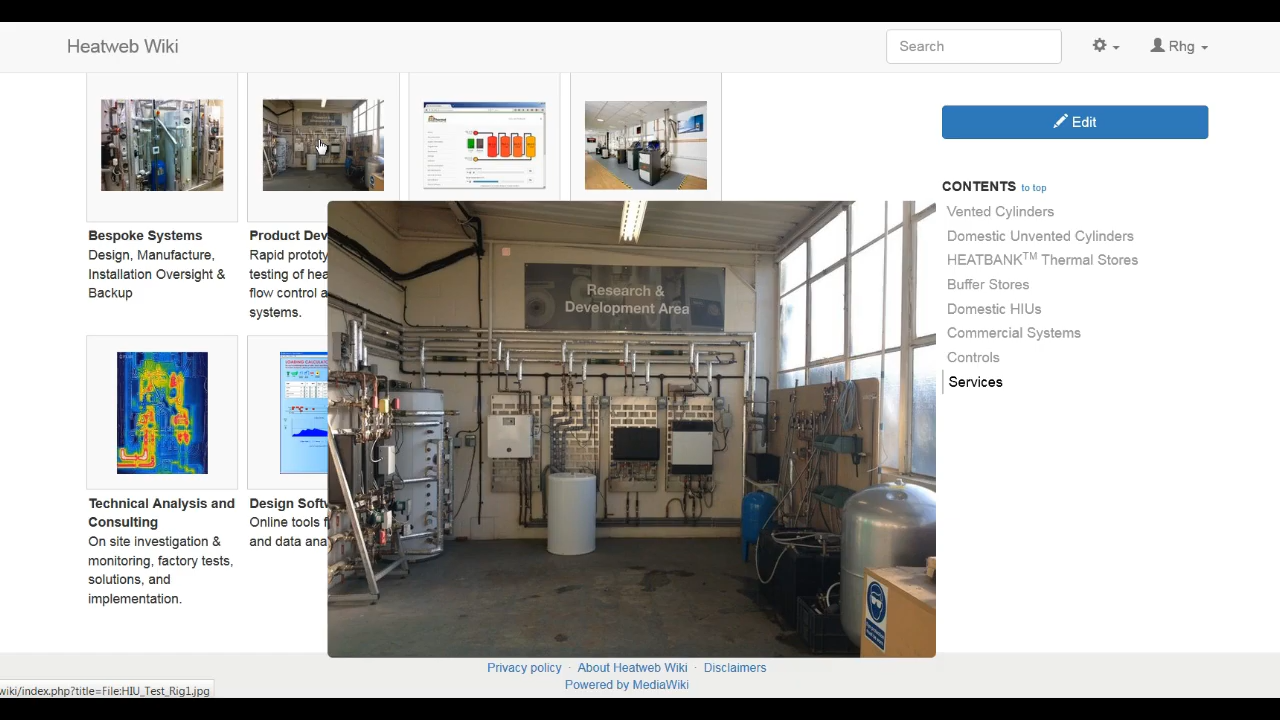 Heatweb Wiki
Search
Rhg
Edit
CONTENTS to top
Vented Cylinders
Domestic Unvented Cylinders
HEATBANK™ Thermal Stores
Buffer Stores
Domestic HIUs
Commercial Systems
Controls
Services
Bespoke Systems
Design, Manufacture,
Installation Oversight &
Backup
Product Dev
Rapid prototy
testing of hea
flow control a
systems.
Research &
Development Area
Technical Analysis and
Consulting
On site investigation &
monitoring, factory tests,
solutions, and
implementation.
Design Softw
Online tools f
and data ana
Privacy policy · About Heatweb Wiki · Disclaimers
Powered by MediaWiki
wiki/index.php?title=File:HIU_Test_Rig1.jpg